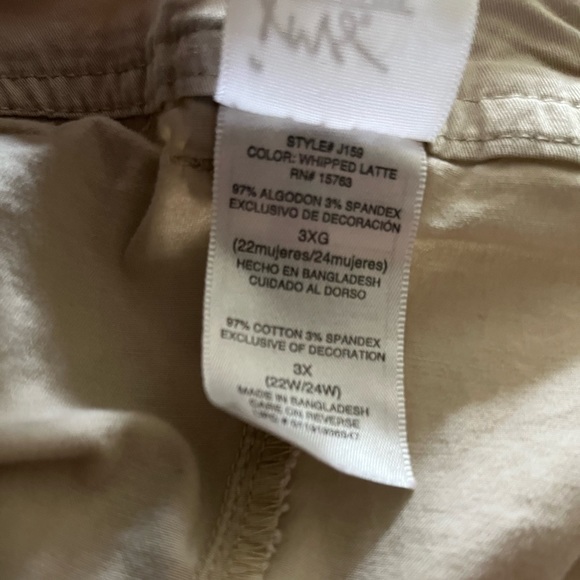 STYLE# J159
COLOR: WHIPPED LATTE
RN# 15763
97% ALGODON 3% SPANDEX
EXCLUSIVO DE DECORACIÓN
3XG
(22mujeres/24mujeres)
HECHO EN BANGLADESH
CUIDADO AL DORSO
97% COTTON 3% SPANDEX
EXCLUSIVE OF DECORATION
3X
(22W/24W)
MADE IN BANGLADESH
CARE ON REVERSE